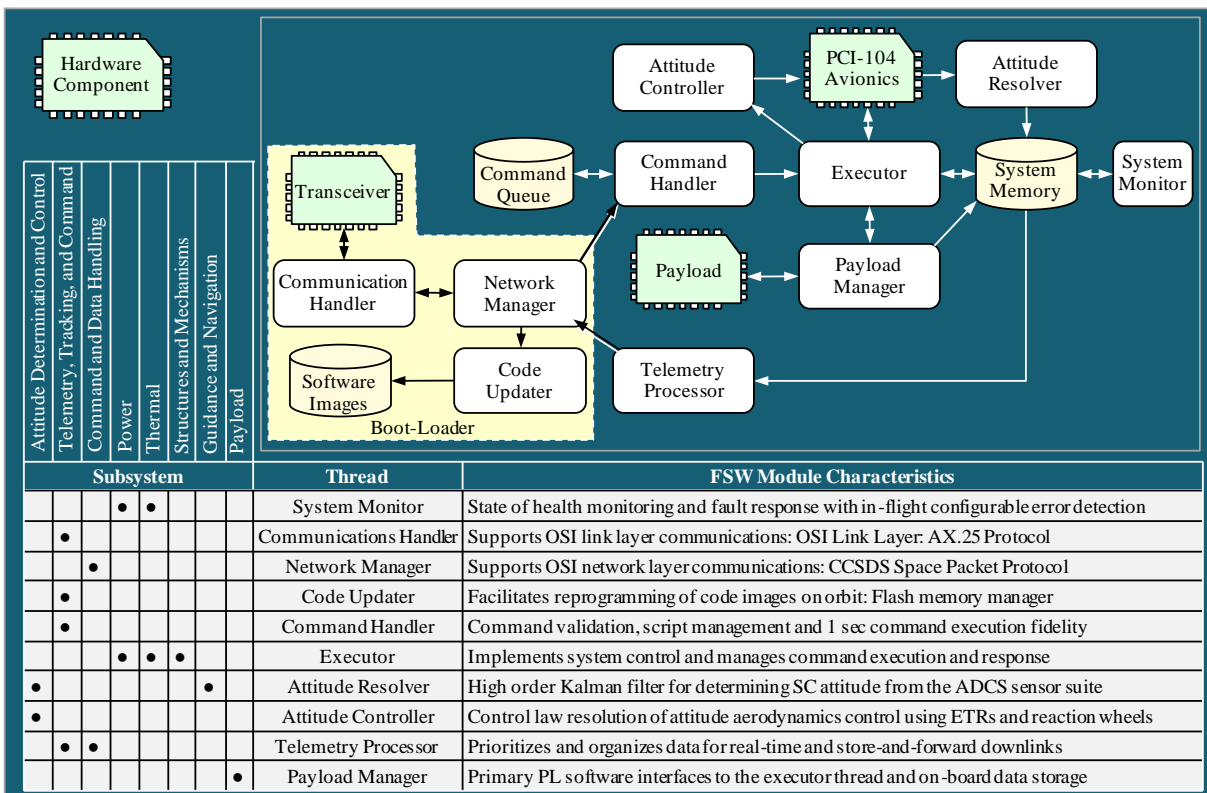 Hardware
Component
Attitude
Controller
PCI-104
Avionics
Attitude
Resolver
Transceiver
Command
Queue
Command
Handler
Executor
System
Memory
System
Monitor
Communication
Handler
Network
Manager
Payload
Payload
Manager
Software
Images
Code
Updater
Telemetry
Processor
Boot-Loader
Attitude Determination and Control
Telemetry, Tracking, and Command
Command and Data Handling
Power
Thermal
Structures and Mechanisms
Guidance and Navigation
Payload
Subsystem Thread FSW Module Characteristics
● ● System Monitor State of health monitoring and fault response with in-flight configurable error detection
● Communications Handler Supports OSI link layer communications: OSI Link Layer: AX.25 Protocol
● Network Manager Supports OSI network layer communications: CCSDS Space Packet Protocol
● Code Updater Facilitates reprogramming of code images on orbit: Flash memory manager
● Command Handler Command validation, script management and 1 sec command execution fidelity
● ● ● Executor Implements system control and manages command execution and response
● ● Attitude Resolver High order Kalman filter for determining SC attitude from the ADCS sensor suite
● Attitude Controller Control law resolution of attitude aerodynamics control using ETRs and reaction wheels
● ● Telemetry Processor Prioritizes and organizes data for real-time and store-and-forward downlinks
● Payload Manager Primary PL software interfaces to the executor thread and on-board data storage